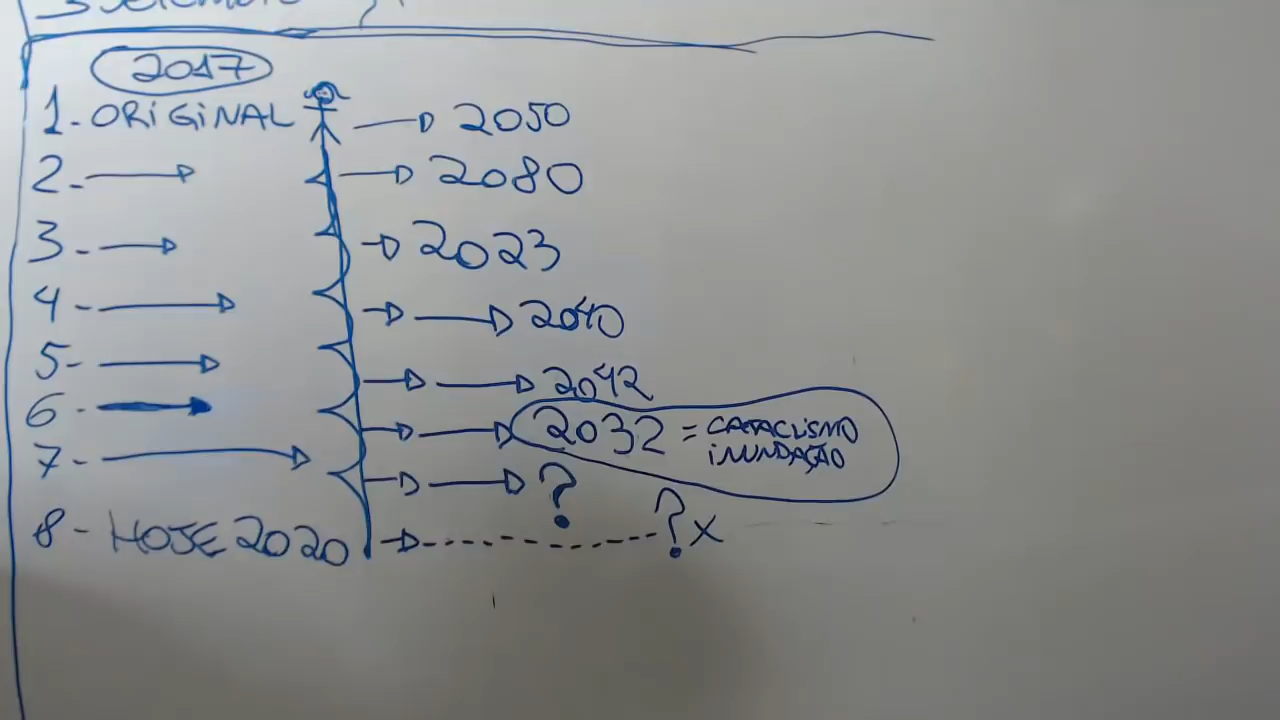 2017
1. ORIGINAL → 2050
2. → → 2080
3 - → → 2023
4 - → → → 2040
5 - → → → 2042
6 - → → → 2032 = CATACLISMO
INUNDAÇÃO
7 - → → → ?
8 - HOJE 2020 → ? X